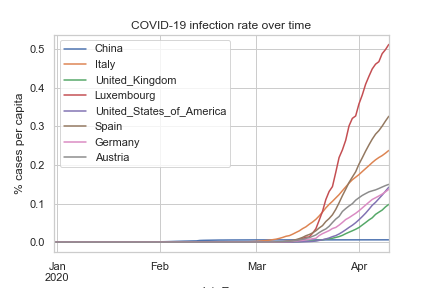 COVID-19 infection rate over time
% cases per capita
0.5
0.4
0.3
0.2
0.1
0.0
China
Italy
United_Kingdom
Luxembourg
United_States_of_America
Spain
Germany
Austria
Jan
2020
Feb
Mar
Apr